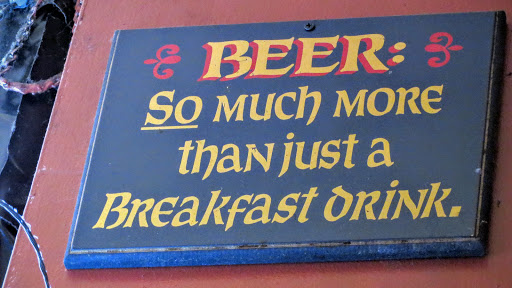 BEER:
SO MUCH MORE
than just a
Breakfast drink.